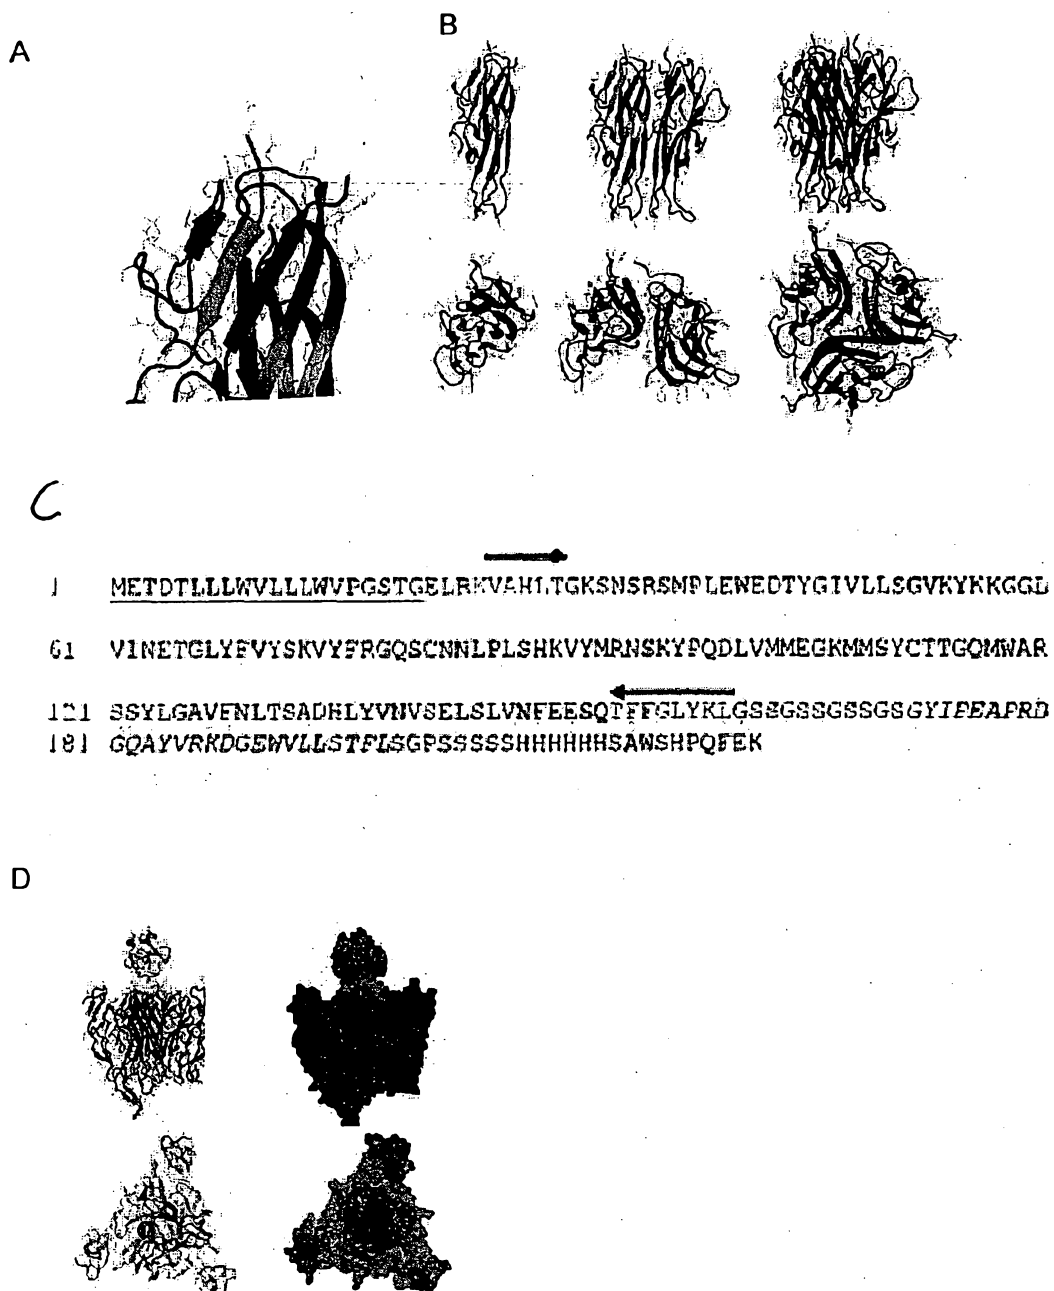 A
B
C
1 METDTLLLWVLLLWVPGSTGELRKVAHLTGKSNSRSMPLEWEDTYGIVLLSGVKYKKGGL
61 VINETGLYFVYSKVYFRGQSCNNLPLSHKVYMRNSKYPQDLVMMEGKMMSYCTTGQMWAR
121 SSYLGAVFNLTSADHLYVNVSELSLVNFEESQTFFGLYKLGSSGSSGSSGSGYIPEAPRD
181 GQAYVRKDGEWVLLSTFLSGPSSSSSHHHHHHSAWSHPQFEK
D